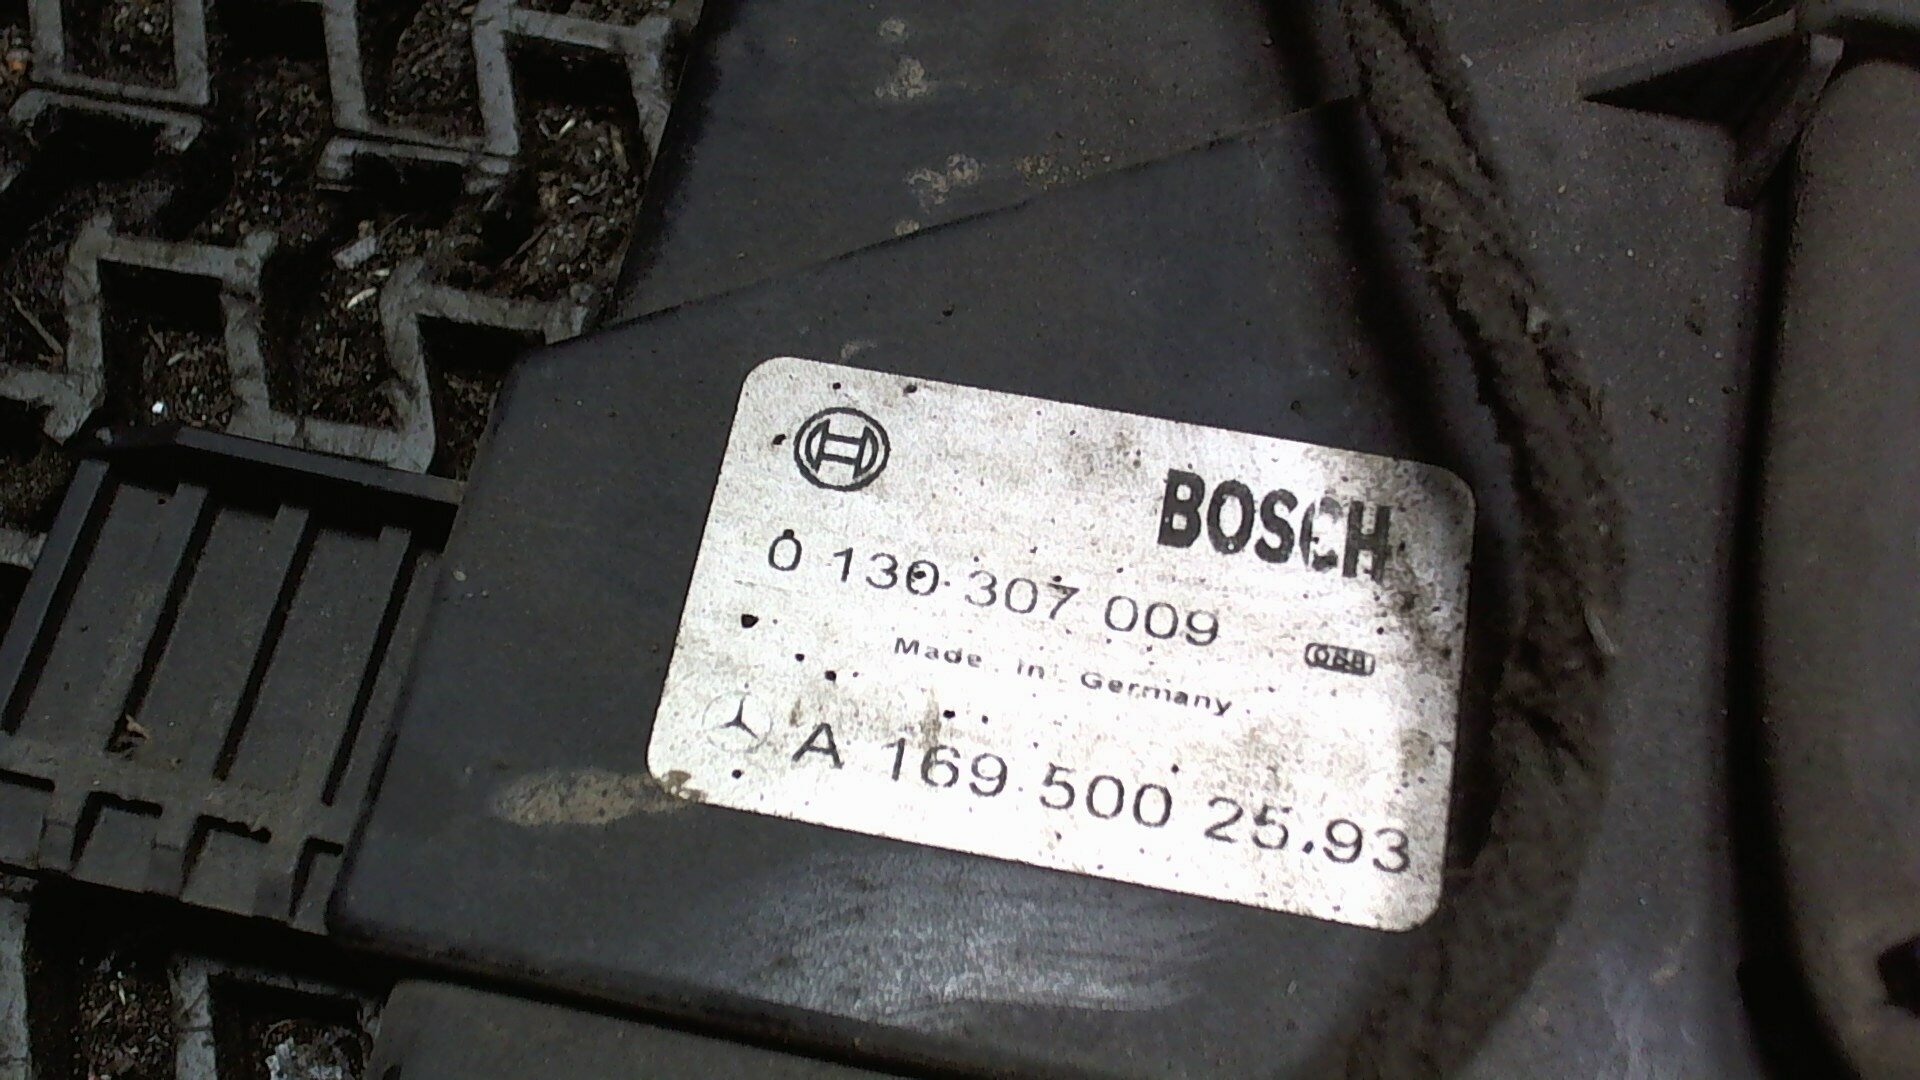 BOSCH
0 130 307 009
Made in Germany
A 169 500 25.93